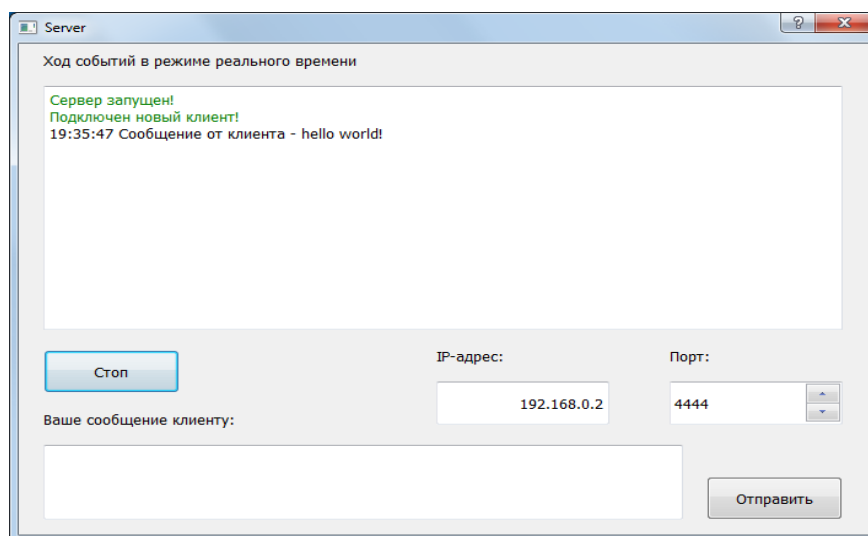 Server
Ход событий в режиме реального времени
Сервер запущен!
Подключен новый клиент!
19:35:47 Сообщение от клиента - hello world!
IP-адрес:
Порт:
Стоп
192.168.0.2
4444
Ваше сообщение клиенту:
Отправить